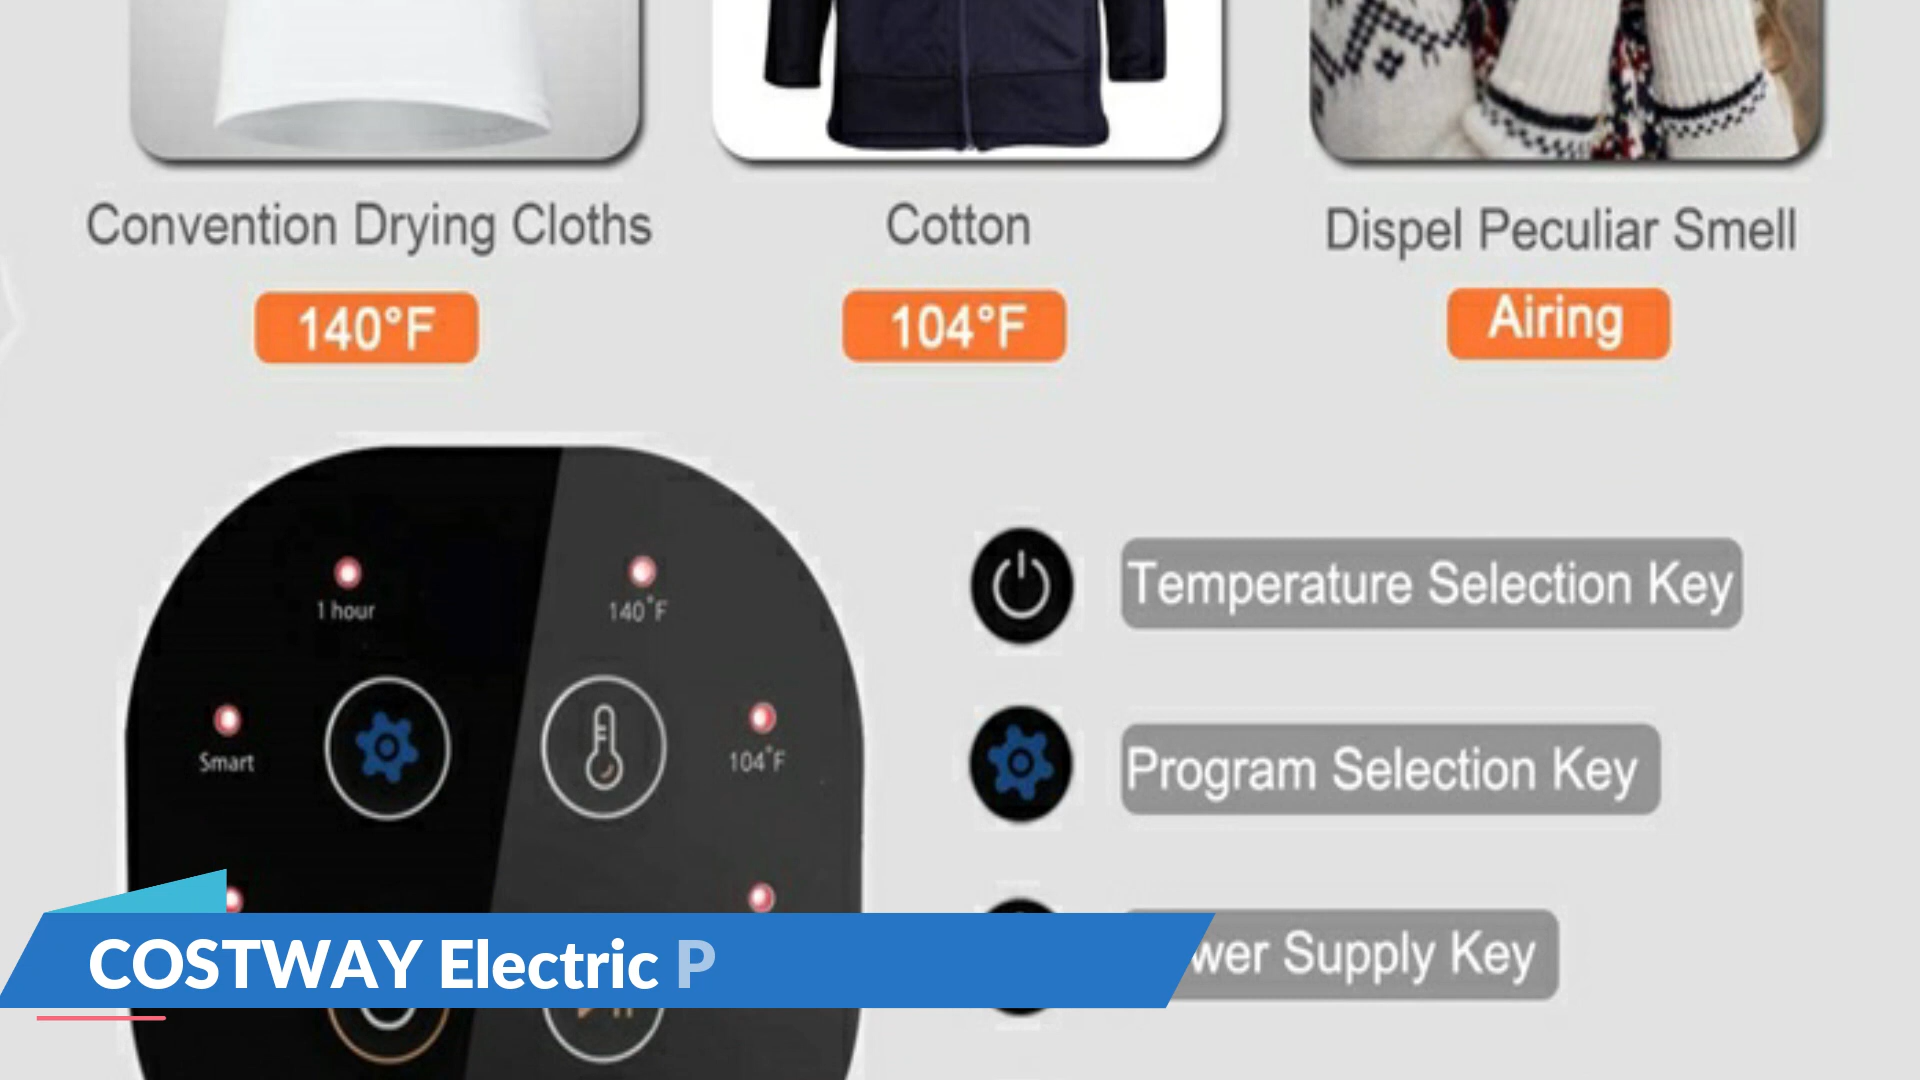 Convention Drying Cloths
Cotton
Dispel Peculiar Smell
140°F
104°F
Airing
1 hour
140°F
Temperature Selection Key
Smart
104°F
Program Selection Key
wer Supply Key
COSTWAY Electric P